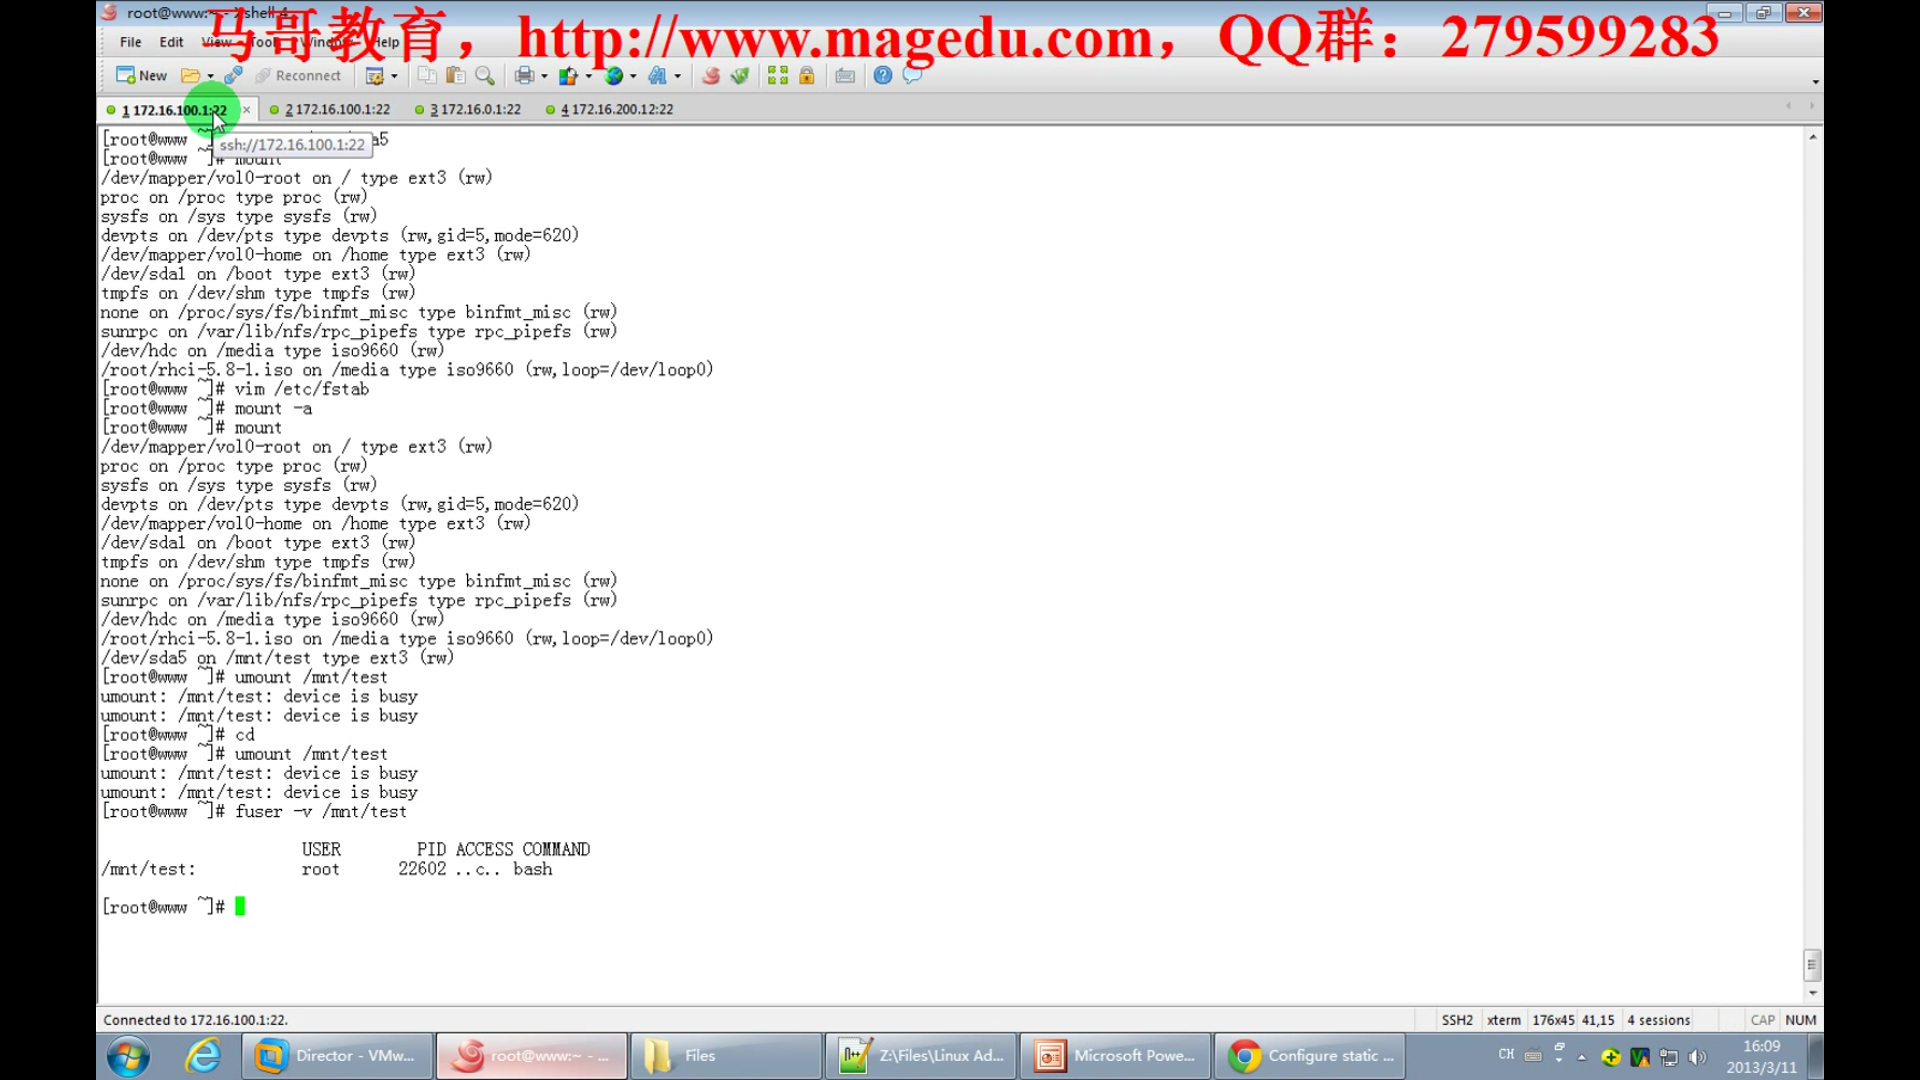 root@www:~ - Xshell 4
马哥教育，http://www.magedu.com，QQ群：279599283
File Edit View Tools Window Help
New Reconnect
1 172.16.100.1:22 2 172.16.100.1:22 3 172.16.0.1:22 4 172.16.200.12:22
[root@www ~ a5
ssh://172.16.100.1:22
[root@www ~]# mount
/dev/mapper/vol0-root on / type ext3 (rw)
proc on /proc type proc (rw)
sysfs on /sys type sysfs (rw)
devpts on /dev/pts type devpts (rw,gid=5,mode=620)
/dev/mapper/vol0-home on /home type ext3 (rw)
/dev/sda1 on /boot type ext3 (rw)
tmpfs on /dev/shm type tmpfs (rw)
none on /proc/sys/fs/binfmt_misc type binfmt_misc (rw)
sunrpc on /var/lib/nfs/rpc_pipefs type rpc_pipefs (rw)
/dev/hdc on /media type iso9660 (rw)
/root/rhci-5.8-1.iso on /media type iso9660 (rw,loop=/dev/loop0)
[root@www ~]# vim /etc/fstab
[root@www ~]# mount -a
[root@www ~]# mount
/dev/mapper/vol0-root on / type ext3 (rw)
proc on /proc type proc (rw)
sysfs on /sys type sysfs (rw)
devpts on /dev/pts type devpts (rw,gid=5,mode=620)
/dev/mapper/vol0-home on /home type ext3 (rw)
/dev/sda1 on /boot type ext3 (rw)
tmpfs on /dev/shm type tmpfs (rw)
none on /proc/sys/fs/binfmt_misc type binfmt_misc (rw)
sunrpc on /var/lib/nfs/rpc_pipefs type rpc_pipefs (rw)
/dev/hdc on /media type iso9660 (rw)
/root/rhci-5.8-1.iso on /media type iso9660 (rw,loop=/dev/loop0)
/dev/sda5 on /mnt/test type ext3 (rw)
[root@www ~]# umount /mnt/test
umount: /mnt/test: device is busy
umount: /mnt/test: device is busy
[root@www ~]# cd
[root@www ~]# umount /mnt/test
umount: /mnt/test: device is busy
umount: /mnt/test: device is busy
[root@www ~]# fuser -v /mnt/test
USER PID ACCESS COMMAND
/mnt/test: root 22602 ..c.. bash
[root@www ~]#
Connected to 172.16.100.1:22. SSH2 xterm 176x45 41,15 4 sessions CAP NUM
Director - VMw... root@www:~ - ... Files Z:\Files\Linux Ad... Microsoft Powe... Configure static ... CH 16:09
2013/3/11